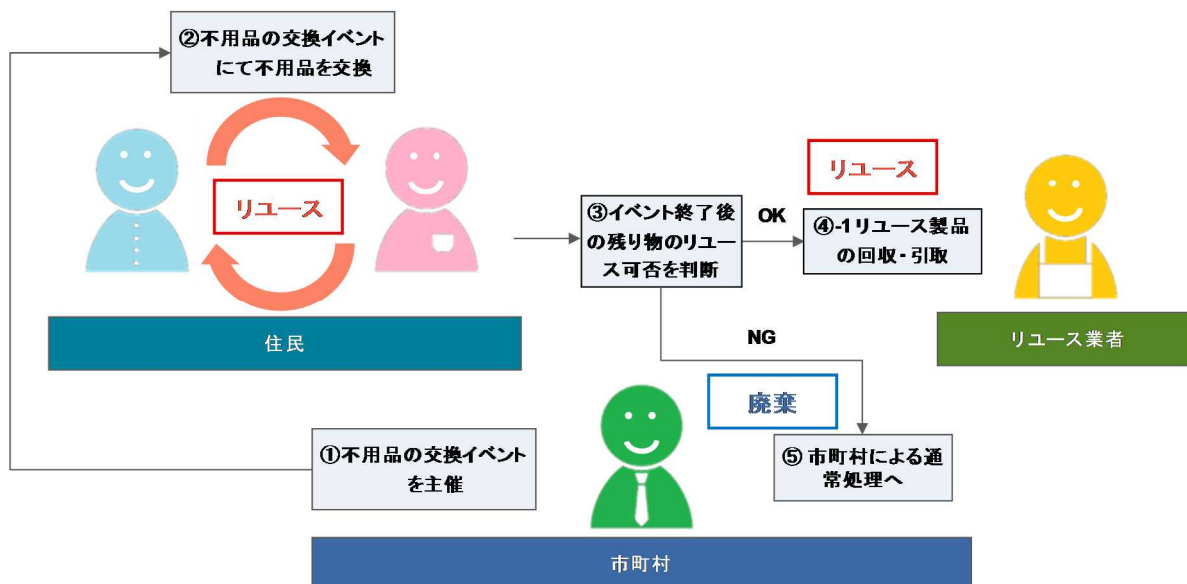 ②不用品の交換イベント
にて不用品を交換
リユース
住民
③イベント終了後
の残り物のリユー
ス可否を判断
OK
リユース
④-1リユース製品
の回収・引取
リユース業者
NG
廃棄
①不用品の交換イベント
を主催
⑤市町村による通
常処理へ
市町村